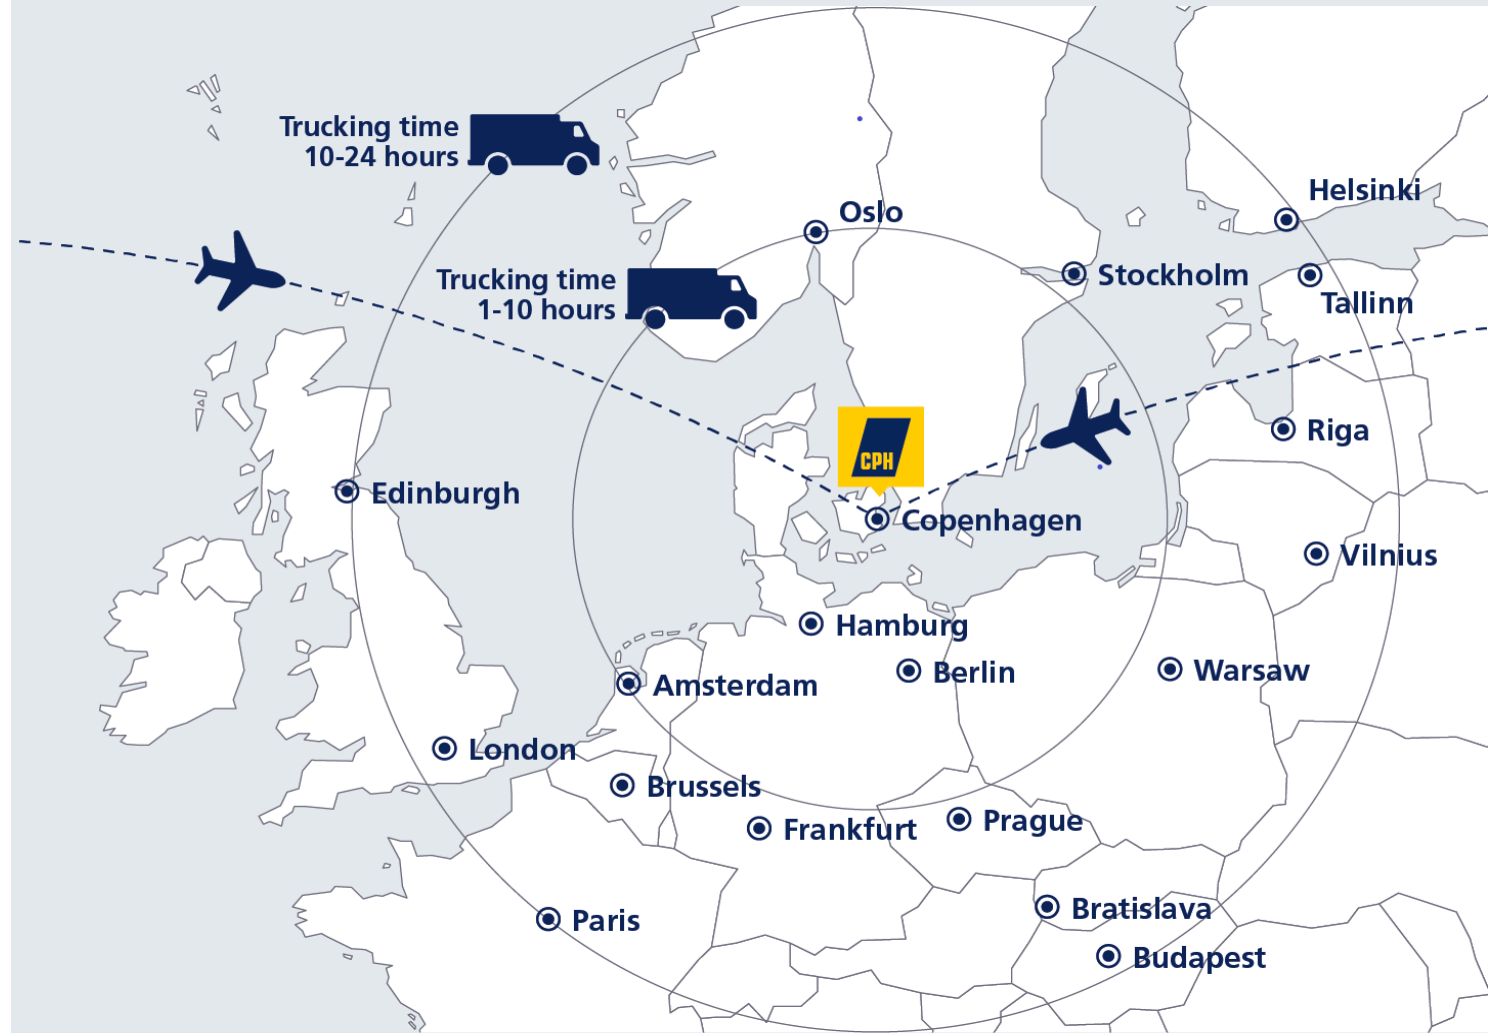 Trucking time
10-24 hours
Helsinki
Oslo
Stockholm
Trucking time
1-10 hours
Tallinn
Riga
CPH
Edinburgh
Copenhagen
Vilnius
Hamburg
Berlin
Warsaw
Amsterdam
London
Brussels
Frankfurt
Prague
Bratislava
Paris
Budapest